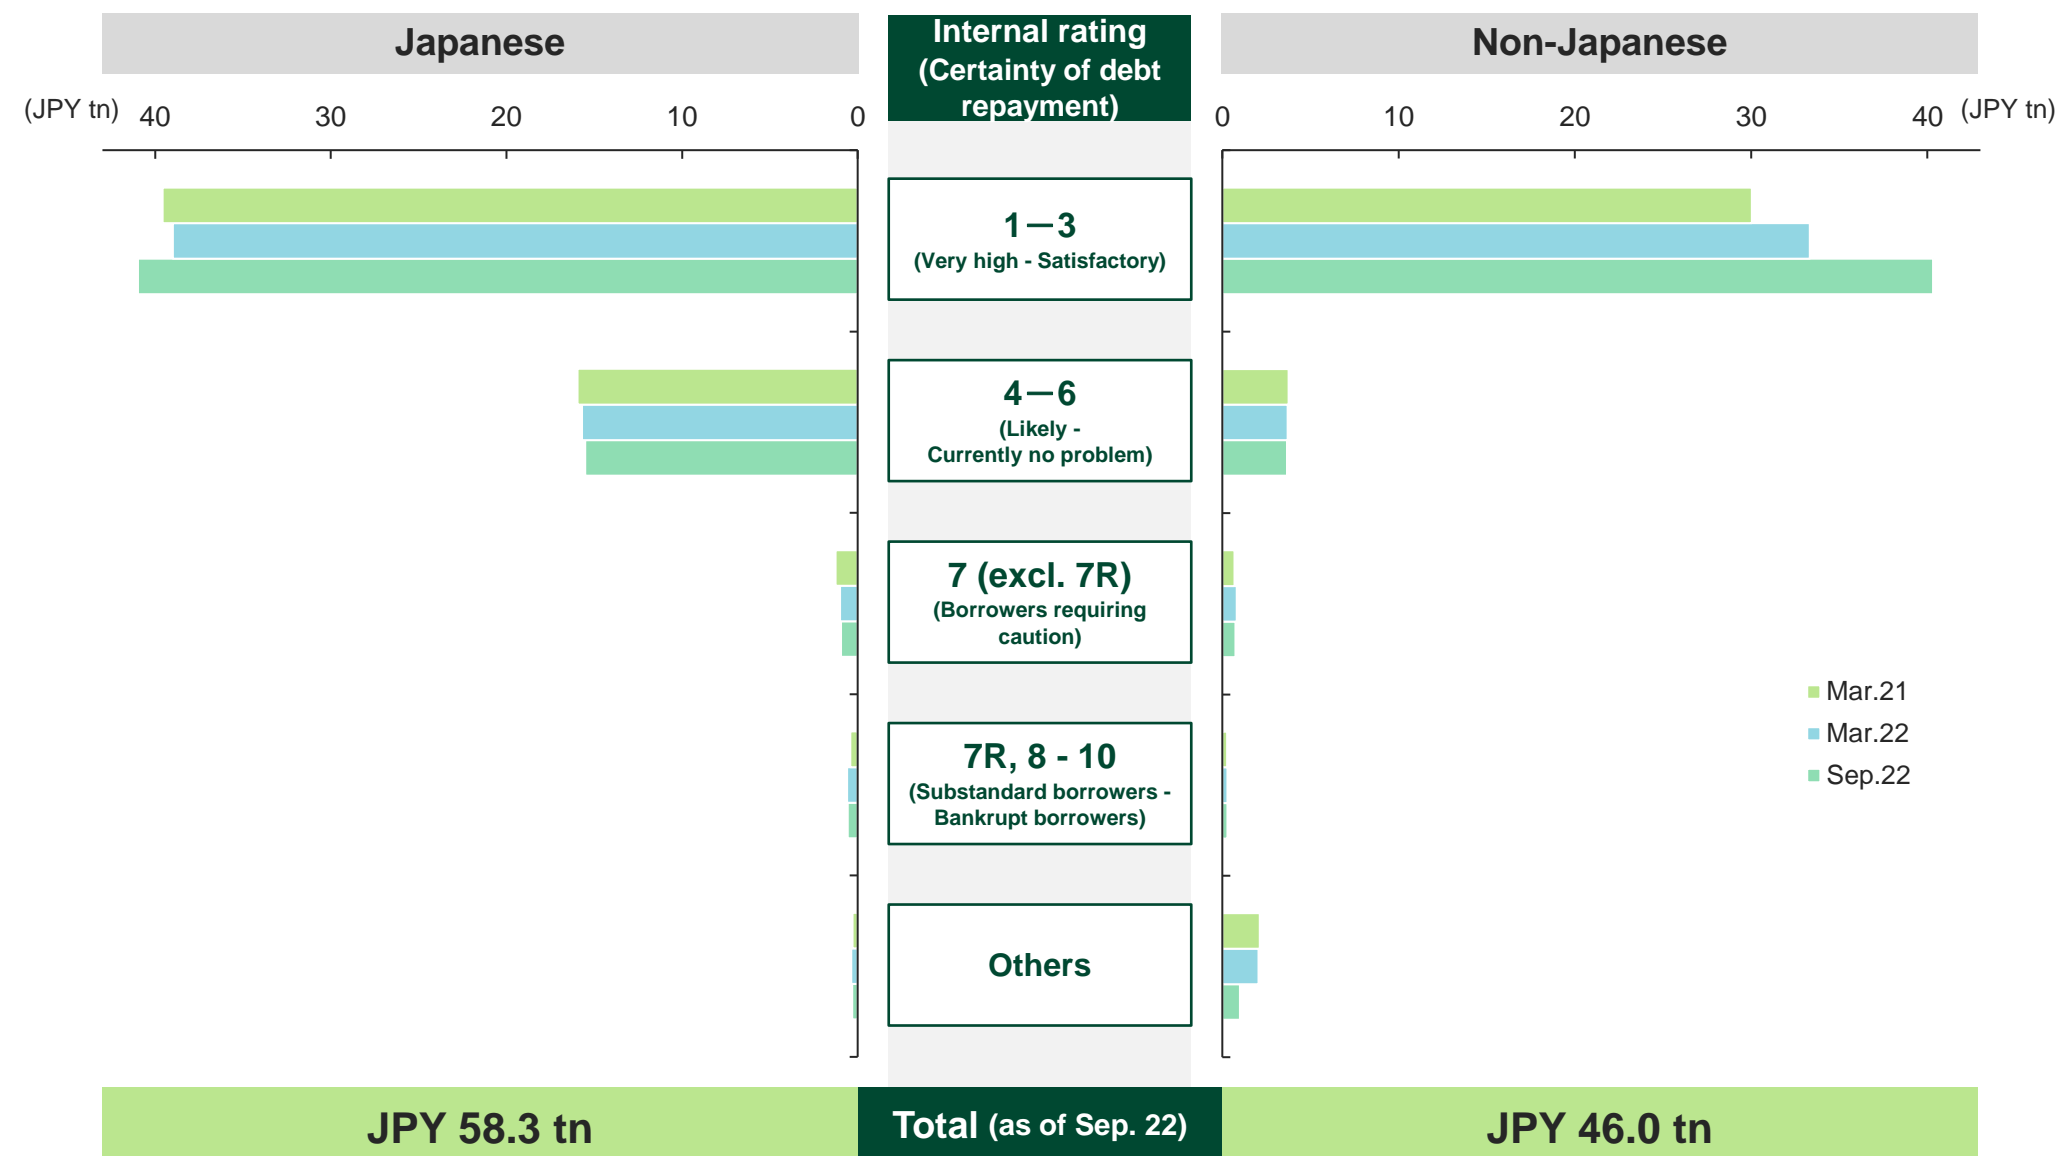 Japanese
Internal rating
(Certainty of debt
repayment)
Non-Japanese
(JPY tn) 40 30 20 10 0
0 10 20 30 40 (JPY tn)
1－3
(Very high - Satisfactory)
4－6
(Likely -
Currently no problem)
7 (excl. 7R)
(Borrowers requiring
caution)
Mar.21
Mar.22
Sep.22
7R, 8 - 10
(Substandard borrowers -
Bankrupt borrowers)
Others
JPY 58.3 tn
Total (as of Sep. 22)
JPY 46.0 tn